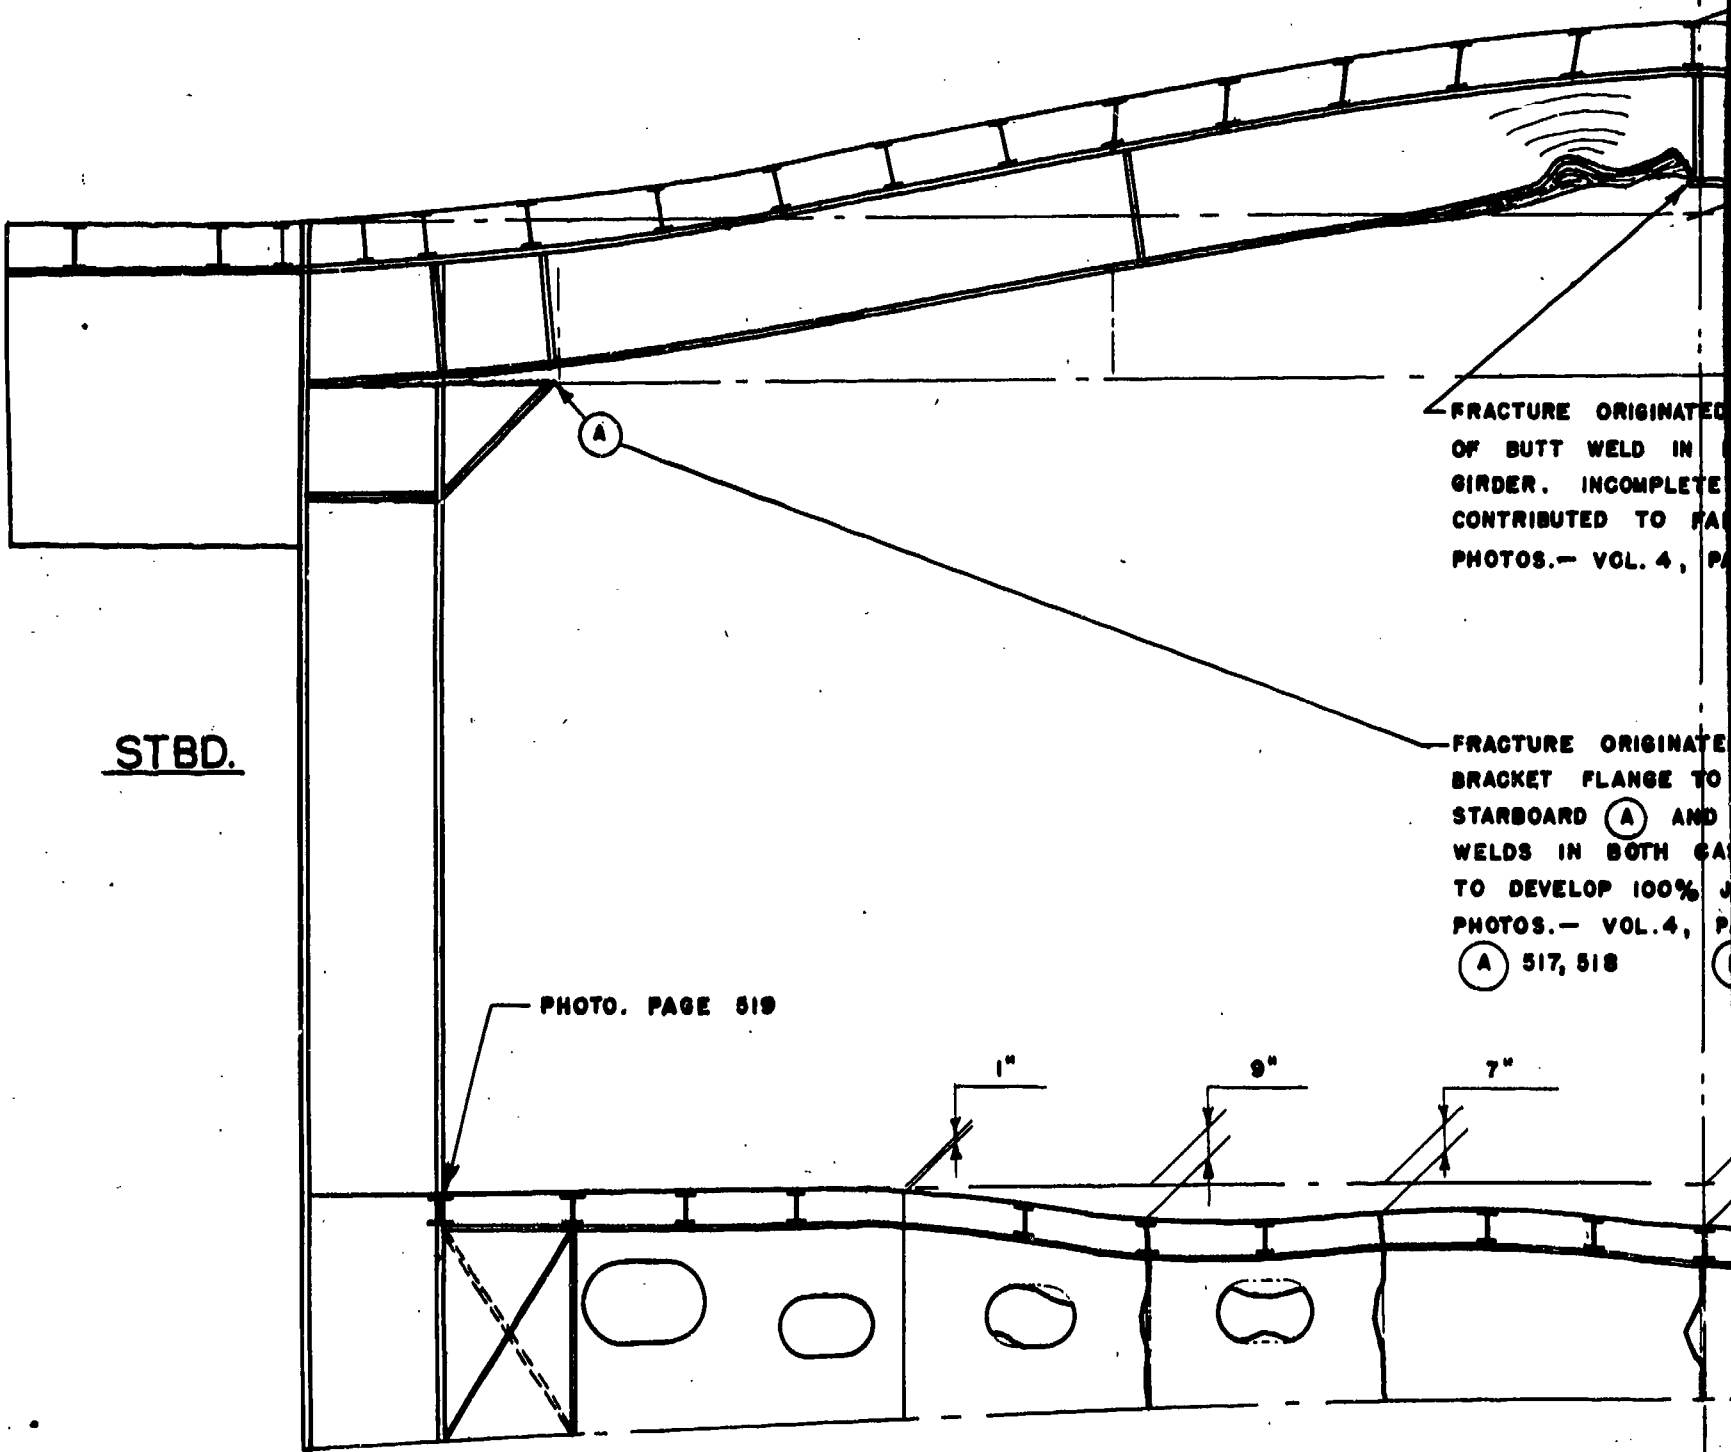 A
FRACTURE ORIGINATED
OF BUTT WELD IN
GIRDER. INCOMPLETE
CONTRIBUTED TO
PHOTOS.— VOL. 4,
STBD.
FRACTURE ORIGINATE
BRACKET FLANGE TO
STARBOARD A AND
WELDS IN BOTH
TO DEVELOP 100%
PHOTOS.— VOL. 4,
A 517, 518
PHOTO. PAGE 519
1" 9" 7"